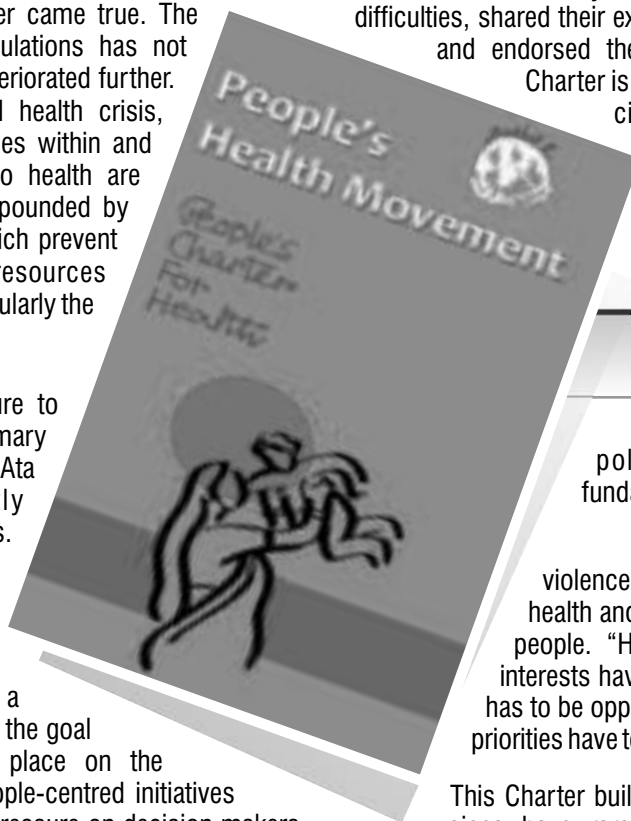 er came true. The
ulations has not
eriorated further.
health crisis,
es within and
o health are
pounded by
ich prevent
resources
ularly the
ure to
mary
Ata
ly
s.
a
the goal
place on the
ople-centred initiatives
People's
Health Movement
People's
Charter
For
Health
difficulties, shared their ex
and endorsed the
Charter is
ci
pol
funda
violence
health and
people. “H
interests hav
has to be opp
priorities have to
This Charter buil